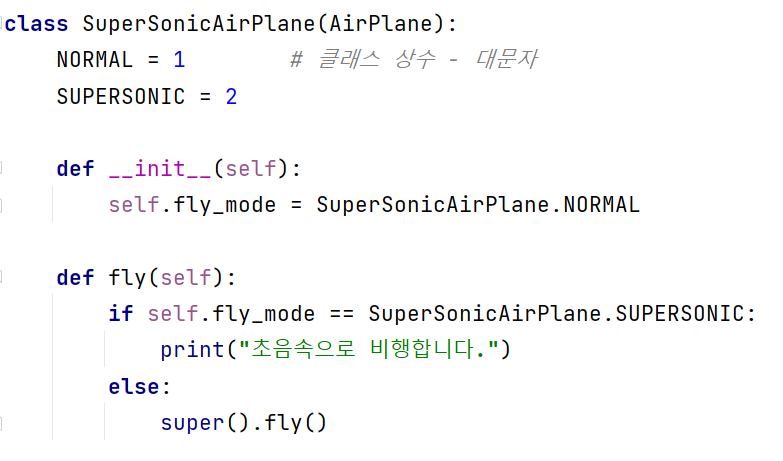 class SuperSonicAirPlane(AirPlane):
    NORMAL = 1        # 클래스 상수 - 대문자
    SUPERSONIC = 2
    def __init__(self):
        self.fly_mode = SuperSonicAirPlane.NORMAL
    def fly(self):
        if self.fly_mode == SuperSonicAirPlane.SUPERSONIC:
            print("초음속으로 비행합니다.")
        else:
            super().fly()